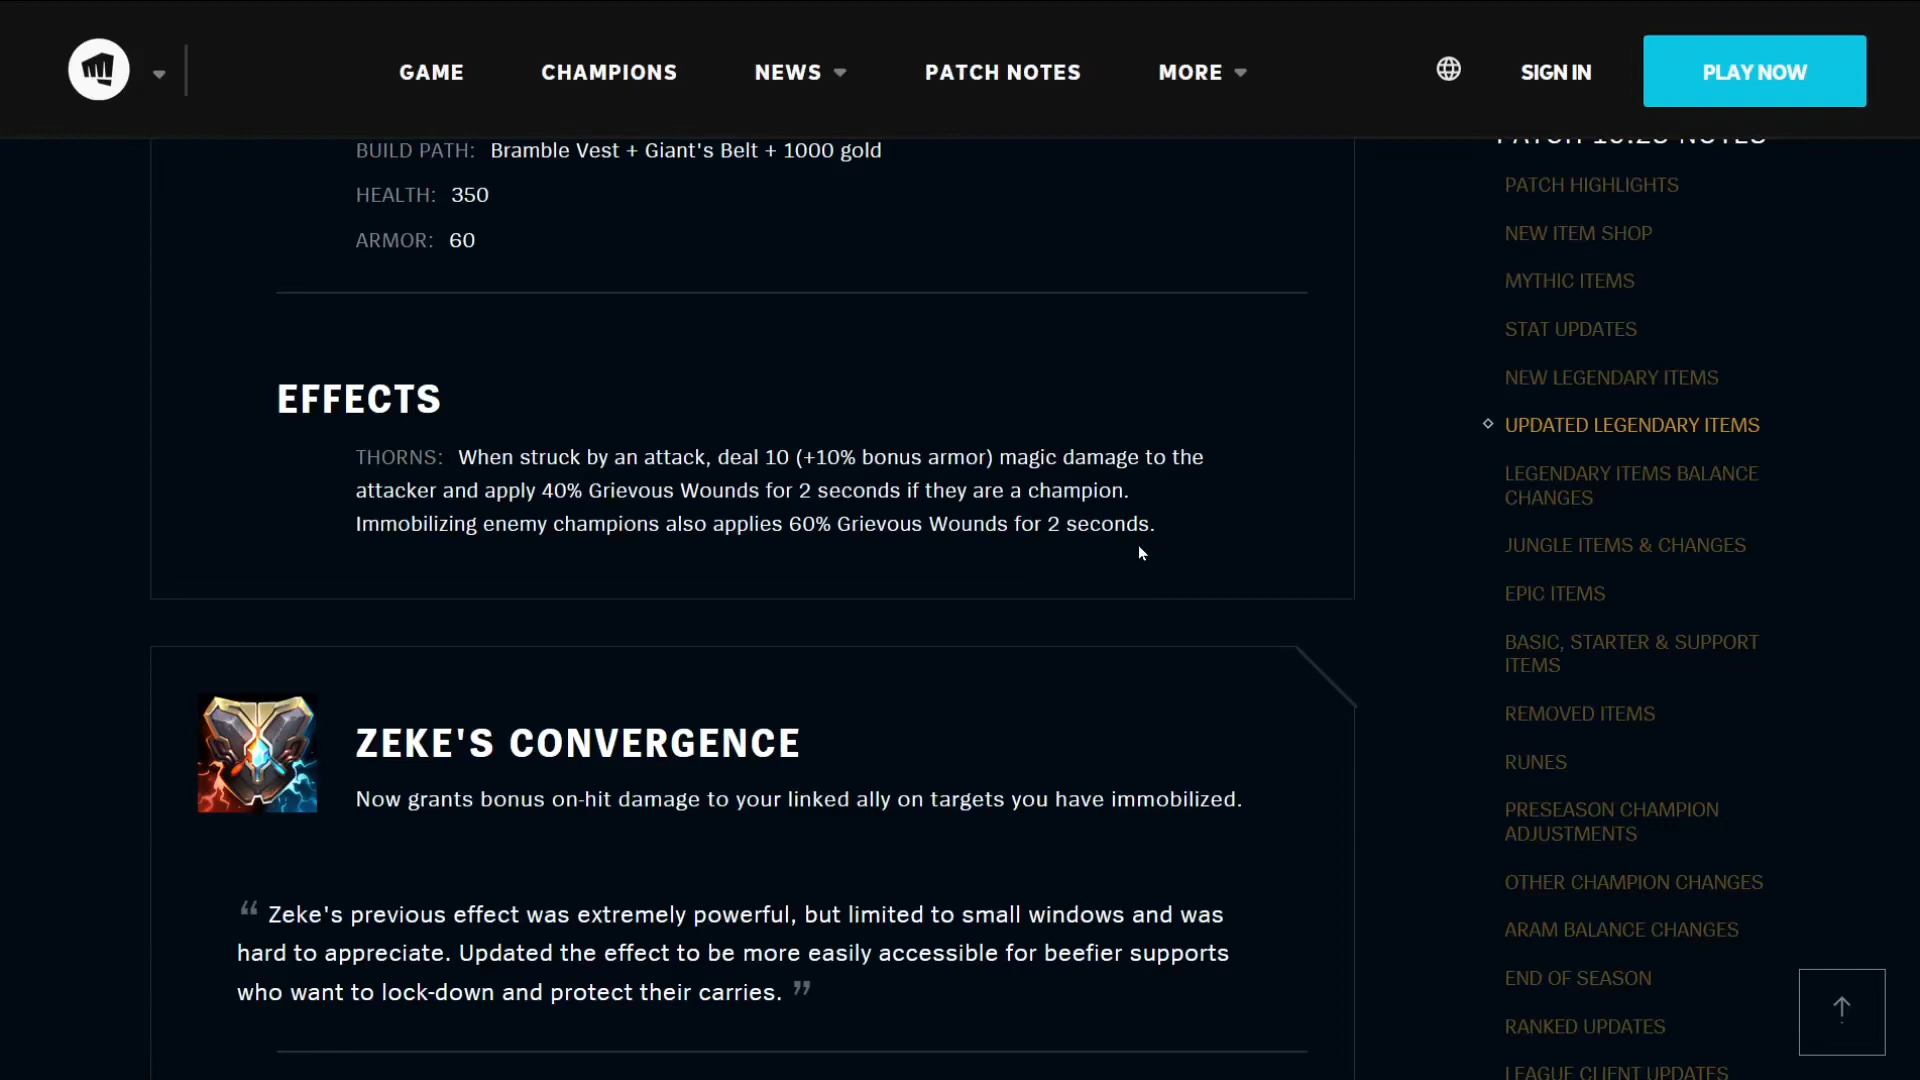 GAME
CHAMPIONS
NEWS
PATCH NOTES
MORE
SIGN IN
PLAY NOW
BUILD PATH: Bramble Vest + Giant's Belt + 1000 gold
HEALTH: 350
ARMOR: 60
EFFECTS
THORNS: When struck by an attack, deal 10 (+10% bonus armor) magic damage to the
attacker and apply 40% Grievous Wounds for 2 seconds if they are a champion.
Immobilizing enemy champions also applies 60% Grievous Wounds for 2 seconds.
ZEKE'S CONVERGENCE
Now grants bonus on-hit damage to your linked ally on targets you have immobilized.
“ Zeke's previous effect was extremely powerful, but limited to small windows and was
hard to appreciate. Updated the effect to be more easily accessible for beefier supports
who want to lock-down and protect their carries. ”
PATCH NOTES
PATCH HIGHLIGHTS
NEW ITEM SHOP
MYTHIC ITEMS
STAT UPDATES
NEW LEGENDARY ITEMS
UPDATED LEGENDARY ITEMS
LEGENDARY ITEMS BALANCE
CHANGES
JUNGLE ITEMS & CHANGES
EPIC ITEMS
BASIC, STARTER & SUPPORT
ITEMS
REMOVED ITEMS
RUNES
PRESEASON CHAMPION
ADJUSTMENTS
OTHER CHAMPION CHANGES
ARAM BALANCE CHANGES
END OF SEASON
RANKED UPDATES
LEAGUE CLIENT UPDATES